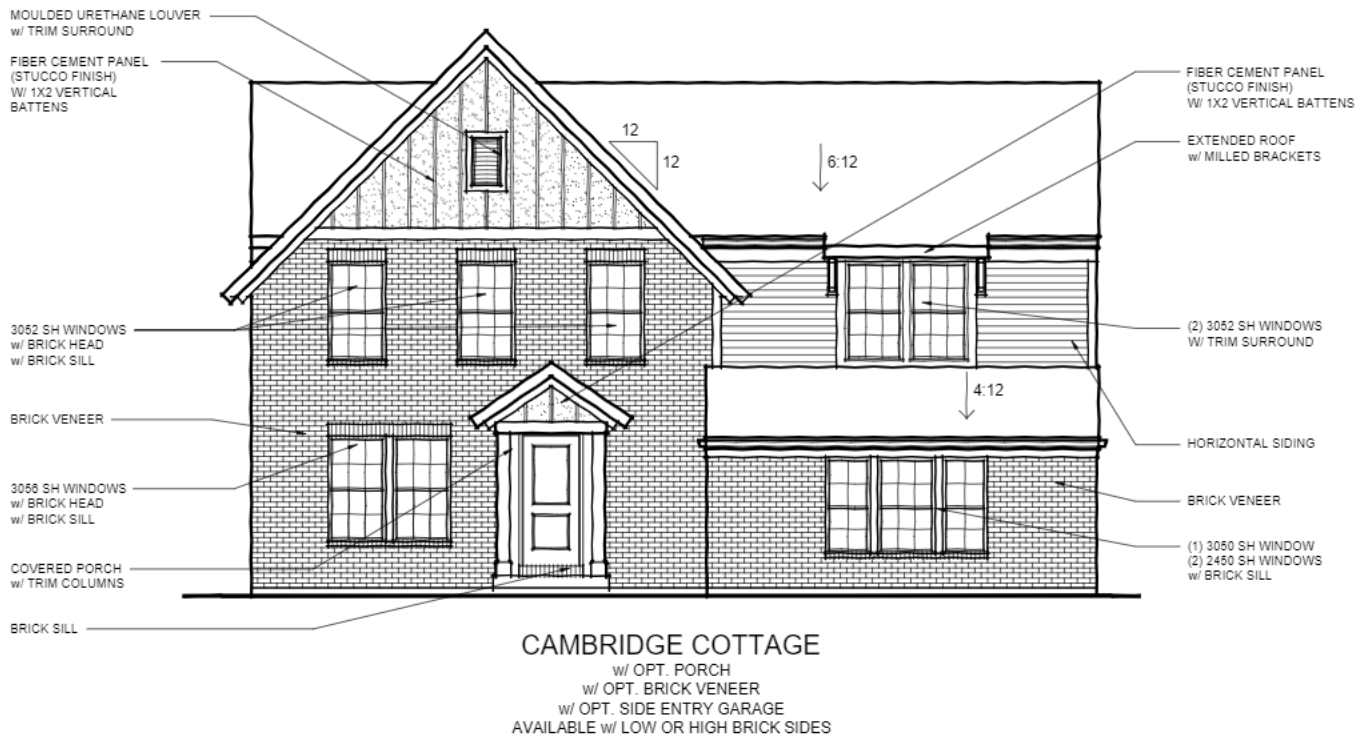 MOULDED URETHANE LOUVER
w/ TRIM SURROUND
FIBER CEMENT PANEL
(STUCCO FINISH)
W/ 1X2 VERTICAL
BATTENS
3052 SH WINDOWS
w/ BRICK HEAD
w/ BRICK SILL
BRICK VENEER
3056 SH WINDOWS
w/ BRICK HEAD
w/ BRICK SILL
COVERED PORCH
w/ TRIM COLUMNS
BRICK SILL
12
12
6:12
4:12
FIBER CEMENT PANEL
(STUCCO FINISH)
W/ 1X2 VERTICAL BATTENS
EXTENDED ROOF
w/ MILLED BRACKETS
(2) 3052 SH WINDOWS
W/ TRIM SURROUND
HORIZONTAL SIDING
BRICK VENEER
(1) 3050 SH WINDOW
(2) 2450 SH WINDOWS
w/ BRICK SILL
CAMBRIDGE COTTAGE
w/ OPT. PORCH
w/ OPT. BRICK VENEER
w/ OPT. SIDE ENTRY GARAGE
AVAILABLE w/ LOW OR HIGH BRICK SIDES